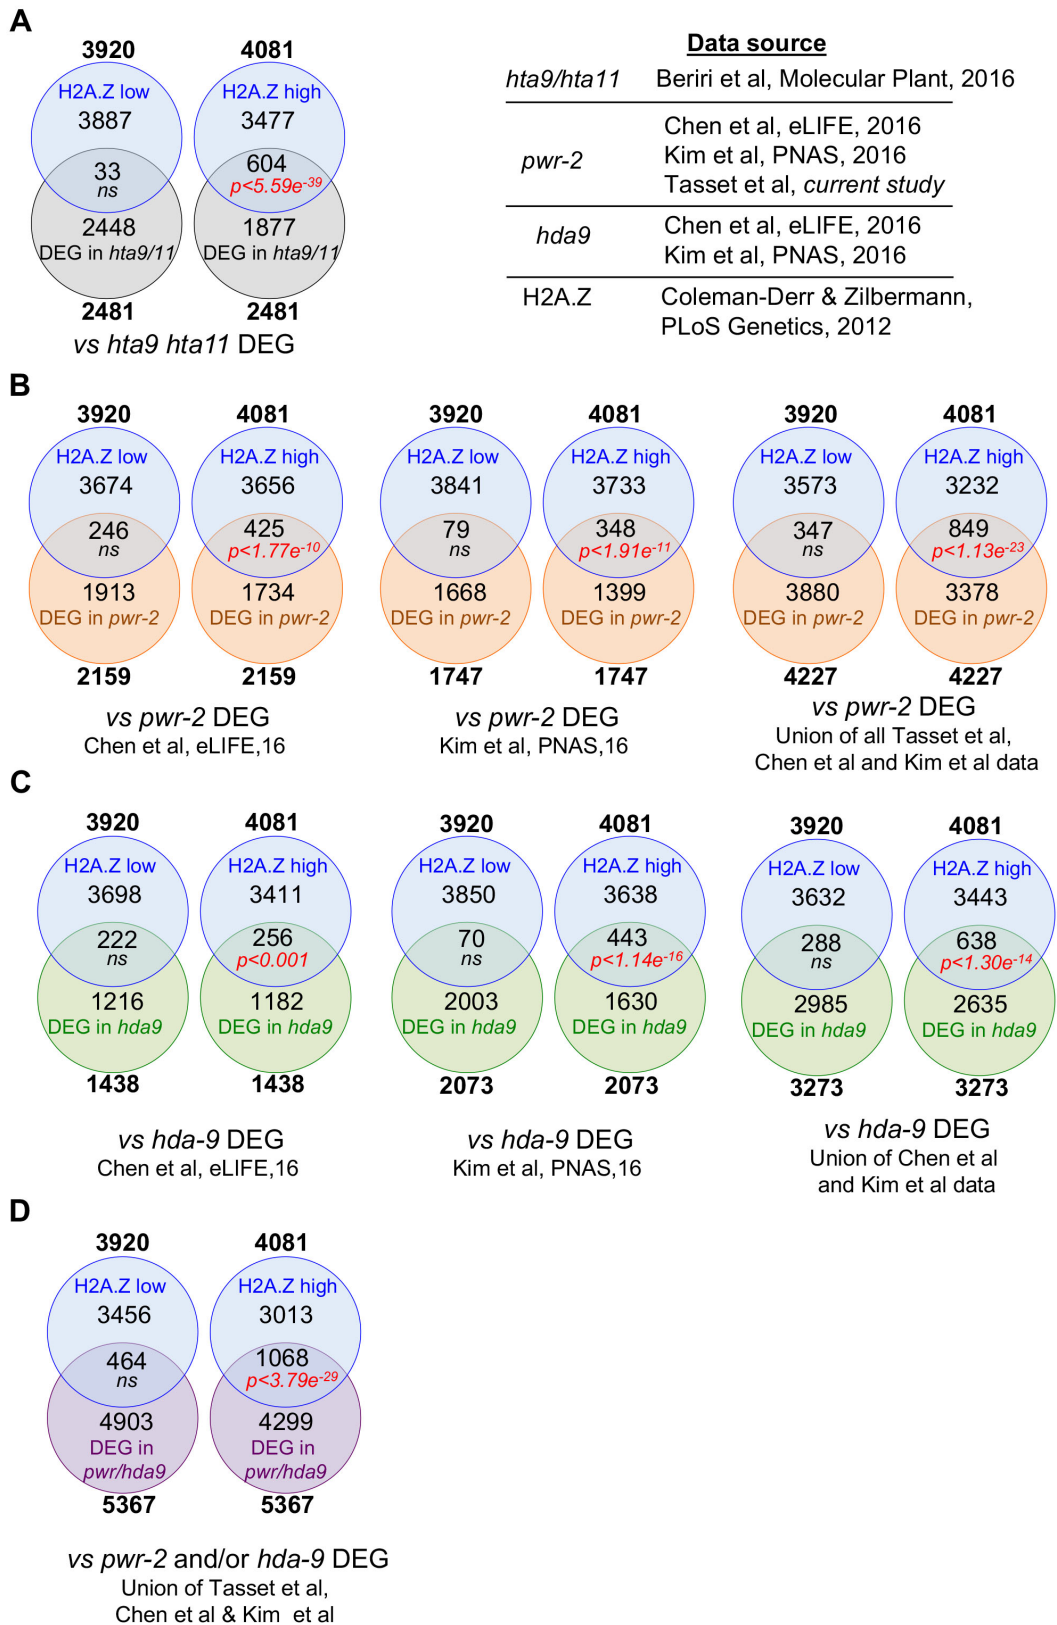 A
3920
4081
H2A.Z low
H2A.Z high
3887
3477
33
ns
604
p<5.59e-39
2448
1877
DEG in hta9/11
DEG in hta9/11
2481
2481
vs hta9 hta11 DEG
Data source
hta9/hta11
Beriri et al, Molecular Plant, 2016
pwr-2
Chen et al, eLIFE, 2016
Kim et al, PNAS, 2016
Tasset et al, current study
hda9
Chen et al, eLIFE, 2016
Kim et al, PNAS, 2016
H2A.Z
Coleman-Derr & Zilbermann,
PLoS Genetics, 2012
B
3920
4081
H2A.Z low
H2A.Z high
3674
3656
246
ns
425
p<1.77e-10
1913
1734
DEG in pwr-2
DEG in pwr-2
2159
2159
vs pwr-2 DEG
Chen et al, eLIFE,16
3920
4081
H2A.Z low
H2A.Z high
3841
3733
79
ns
348
p<1.91e-11
1668
1399
DEG in pwr-2
DEG in pwr-2
1747
1747
vs pwr-2 DEG
Kim et al, PNAS,16
3920
4081
H2A.Z low
H2A.Z high
3573
3232
347
ns
849
p<1.13e-23
3880
3378
DEG in pwr-2
DEG in pwr-2
4227
4227
vs pwr-2 DEG
Union of all Tasset et al,
Chen et al and Kim et al data
C
3920
4081
H2A.Z low
H2A.Z high
3698
3411
222
ns
256
p<0.001
1216
1182
DEG in hda9
DEG in hda9
1438
1438
vs hda-9 DEG
Chen et al, eLIFE,16
3920
4081
H2A.Z low
H2A.Z high
3850
3638
70
ns
443
p<1.14e-16
2003
1630
DEG in hda9
DEG in hda9
2073
2073
vs hda-9 DEG
Kim et al, PNAS,16
3920
4081
H2A.Z low
H2A.Z high
3632
3443
288
ns
638
p<1.30e-14
2985
2635
DEG in hda9
DEG in hda9
3273
3273
vs hda-9 DEG
Union of Chen et al
and Kim et al data
D
3920
4081
H2A.Z low
H2A.Z high
3456
3013
464
ns
1068
p<3.79e-29
4903
4299
DEG in
pwr/hda9
DEG in
pwr/hda9
5367
5367
vs pwr-2 and/or hda-9 DEG
Union of Tasset et al,
Chen et al & Kim et al